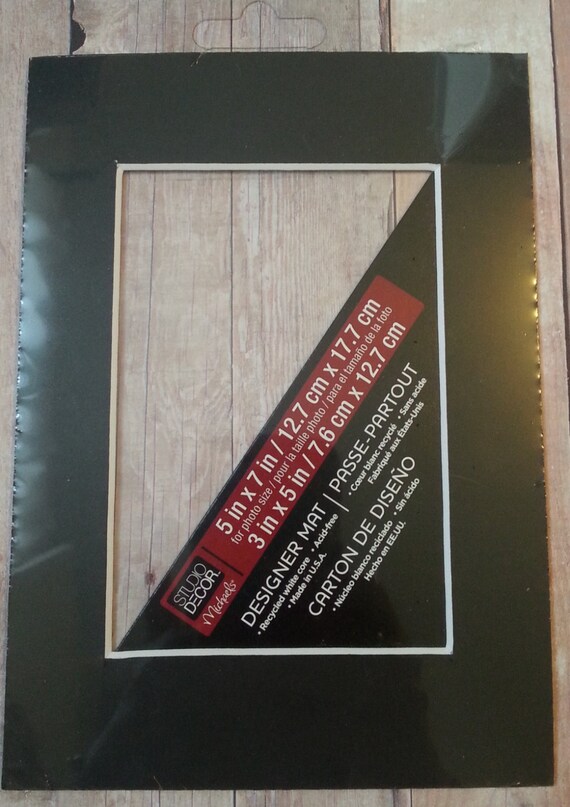 STUDIO
DECOR.
Michaels®
5 in x 7 in / 12.7 cm x 17.7 cm
for photo size / pour la taille photo / para el tamaño de la foto
3 in x 5 in / 7.6 cm x 12.7 cm
DESIGNER MAT | PASSE-PARTOUT
• Recycled white core • Acid-free
• Made in U.S.A.
• Cœur blanc recyclé • Sans acide
Fabriqué aux États-Unis
CARTON DE DISEÑO
• Núcleo blanco reciclado • Sin ácido
Hecho en EE.UU.